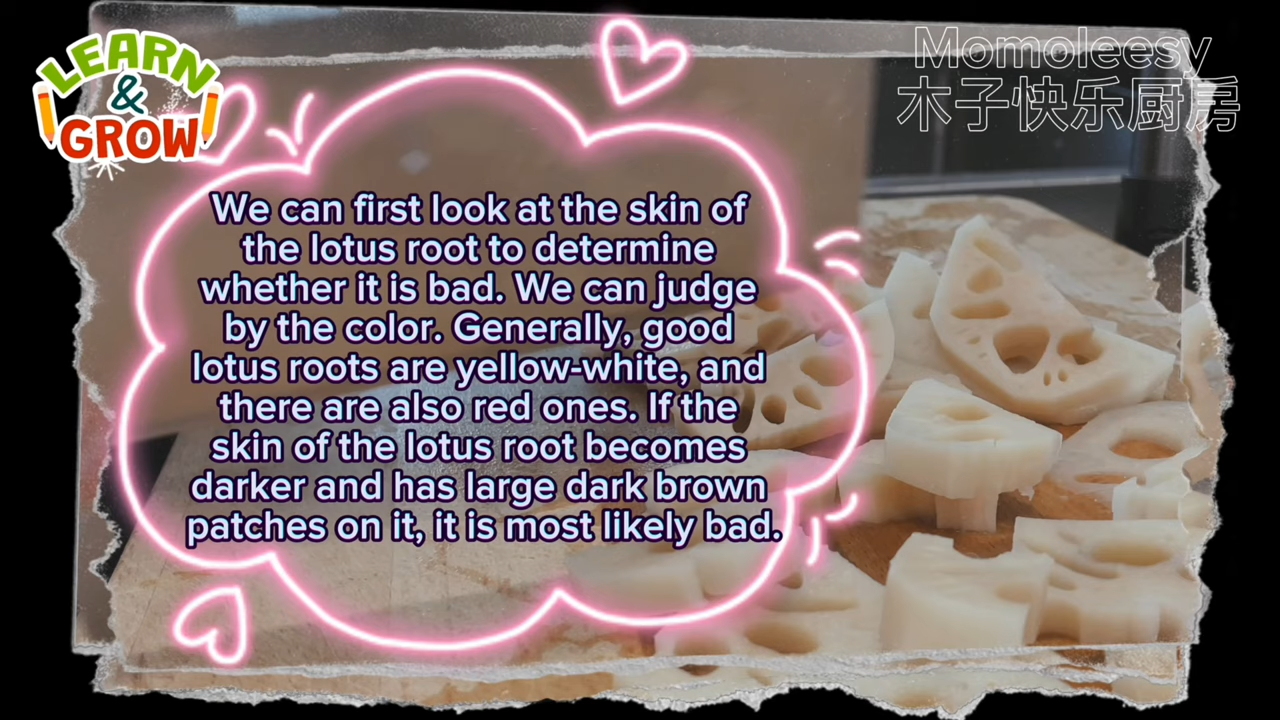 LEARN
&
GROW
Momoleesy
木子快乐厨房
We can first look at the skin of
the lotus root to determine
whether it is bad. We can judge
by the color. Generally, good
lotus roots are yellow-white, and
there are also red ones. If the
skin of the lotus root becomes
darker and has large dark brown
patches on it, it is most likely bad.